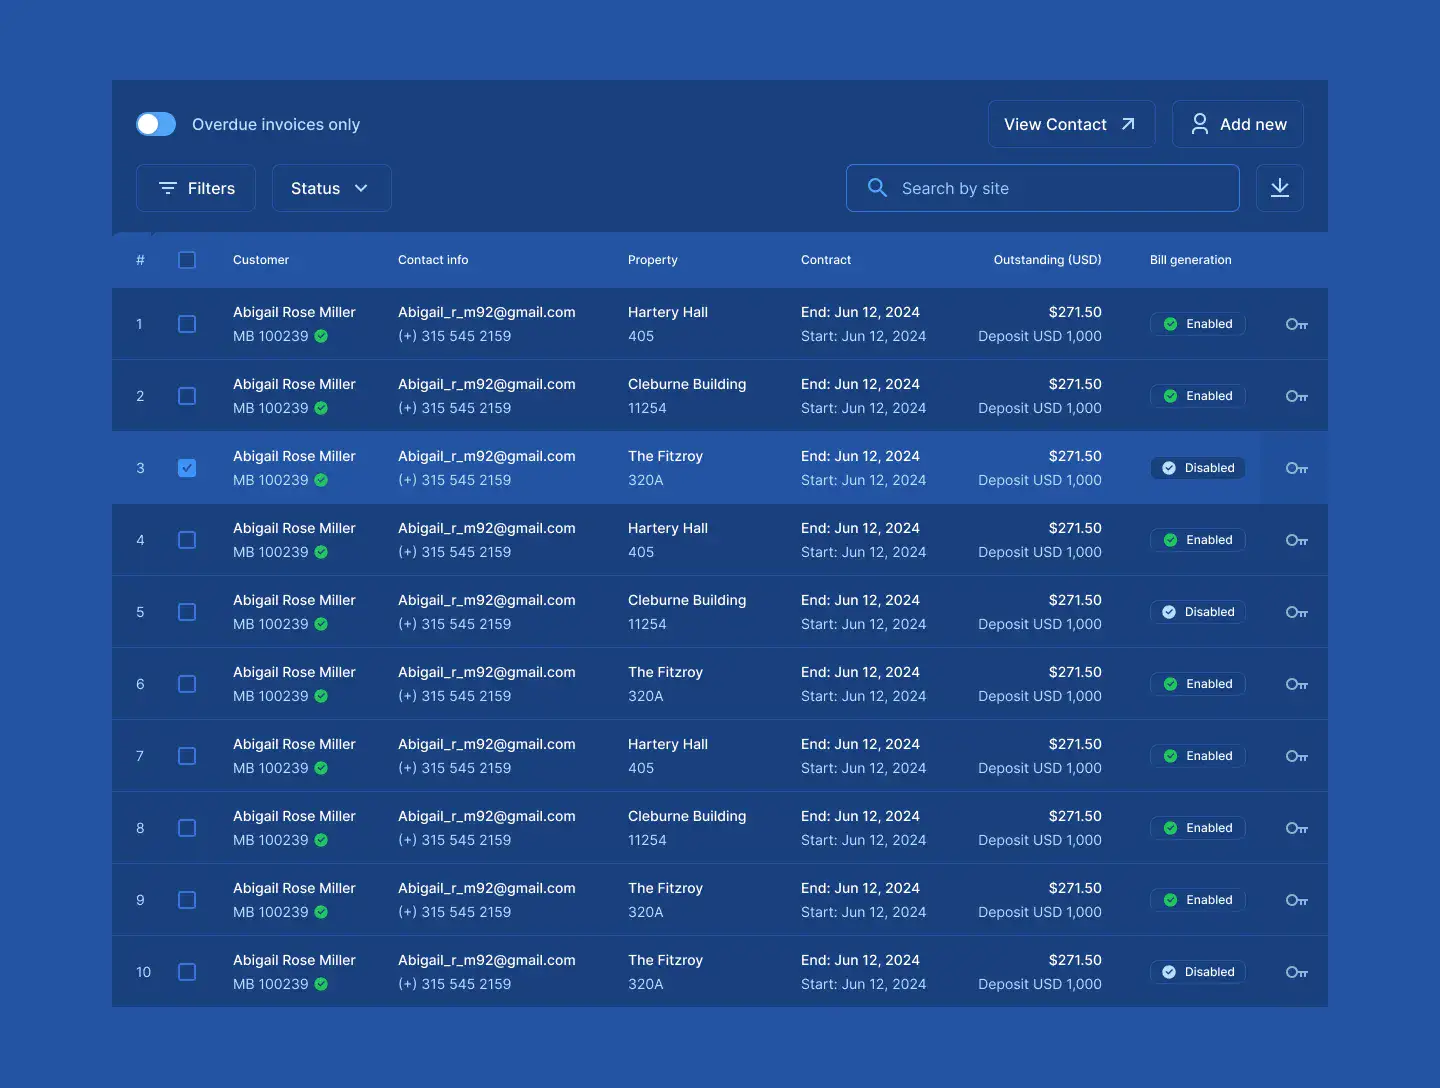 Overdue invoices only
View Contact
Add new
Filters
Status
Search by site
# Customer Contact info Property Contract Outstanding (USD) Bill generation
1 Abigail Rose Miller Abigail_r_m92@gmail.com Hartery Hall End: Jun 12, 2024 $271.50 Enabled
MB 100239 (+) 315 545 2159 405 Start: Jun 12, 2024 Deposit USD 1,000
2 Abigail Rose Miller Abigail_r_m92@gmail.com Cleburne Building End: Jun 12, 2024 $271.50 Enabled
MB 100239 (+) 315 545 2159 11254 Start: Jun 12, 2024 Deposit USD 1,000
3 Abigail Rose Miller Abigail_r_m92@gmail.com The Fitzroy End: Jun 12, 2024 $271.50 Disabled
MB 100239 (+) 315 545 2159 320A Start: Jun 12, 2024 Deposit USD 1,000
4 Abigail Rose Miller Abigail_r_m92@gmail.com Hartery Hall End: Jun 12, 2024 $271.50 Enabled
MB 100239 (+) 315 545 2159 405 Start: Jun 12, 2024 Deposit USD 1,000
5 Abigail Rose Miller Abigail_r_m92@gmail.com Cleburne Building End: Jun 12, 2024 $271.50 Disabled
MB 100239 (+) 315 545 2159 11254 Start: Jun 12, 2024 Deposit USD 1,000
6 Abigail Rose Miller Abigail_r_m92@gmail.com The Fitzroy End: Jun 12, 2024 $271.50 Enabled
MB 100239 (+) 315 545 2159 320A Start: Jun 12, 2024 Deposit USD 1,000
7 Abigail Rose Miller Abigail_r_m92@gmail.com Hartery Hall End: Jun 12, 2024 $271.50 Enabled
MB 100239 (+) 315 545 2159 405 Start: Jun 12, 2024 Deposit USD 1,000
8 Abigail Rose Miller Abigail_r_m92@gmail.com Cleburne Building End: Jun 12, 2024 $271.50 Enabled
MB 100239 (+) 315 545 2159 11254 Start: Jun 12, 2024 Deposit USD 1,000
9 Abigail Rose Miller Abigail_r_m92@gmail.com The Fitzroy End: Jun 12, 2024 $271.50 Enabled
MB 100239 (+) 315 545 2159 320A Start: Jun 12, 2024 Deposit USD 1,000
10 Abigail Rose Miller Abigail_r_m92@gmail.com The Fitzroy End: Jun 12, 2024 $271.50 Disabled
MB 100239 (+) 315 545 2159 320A Start: Jun 12, 2024 Deposit USD 1,000